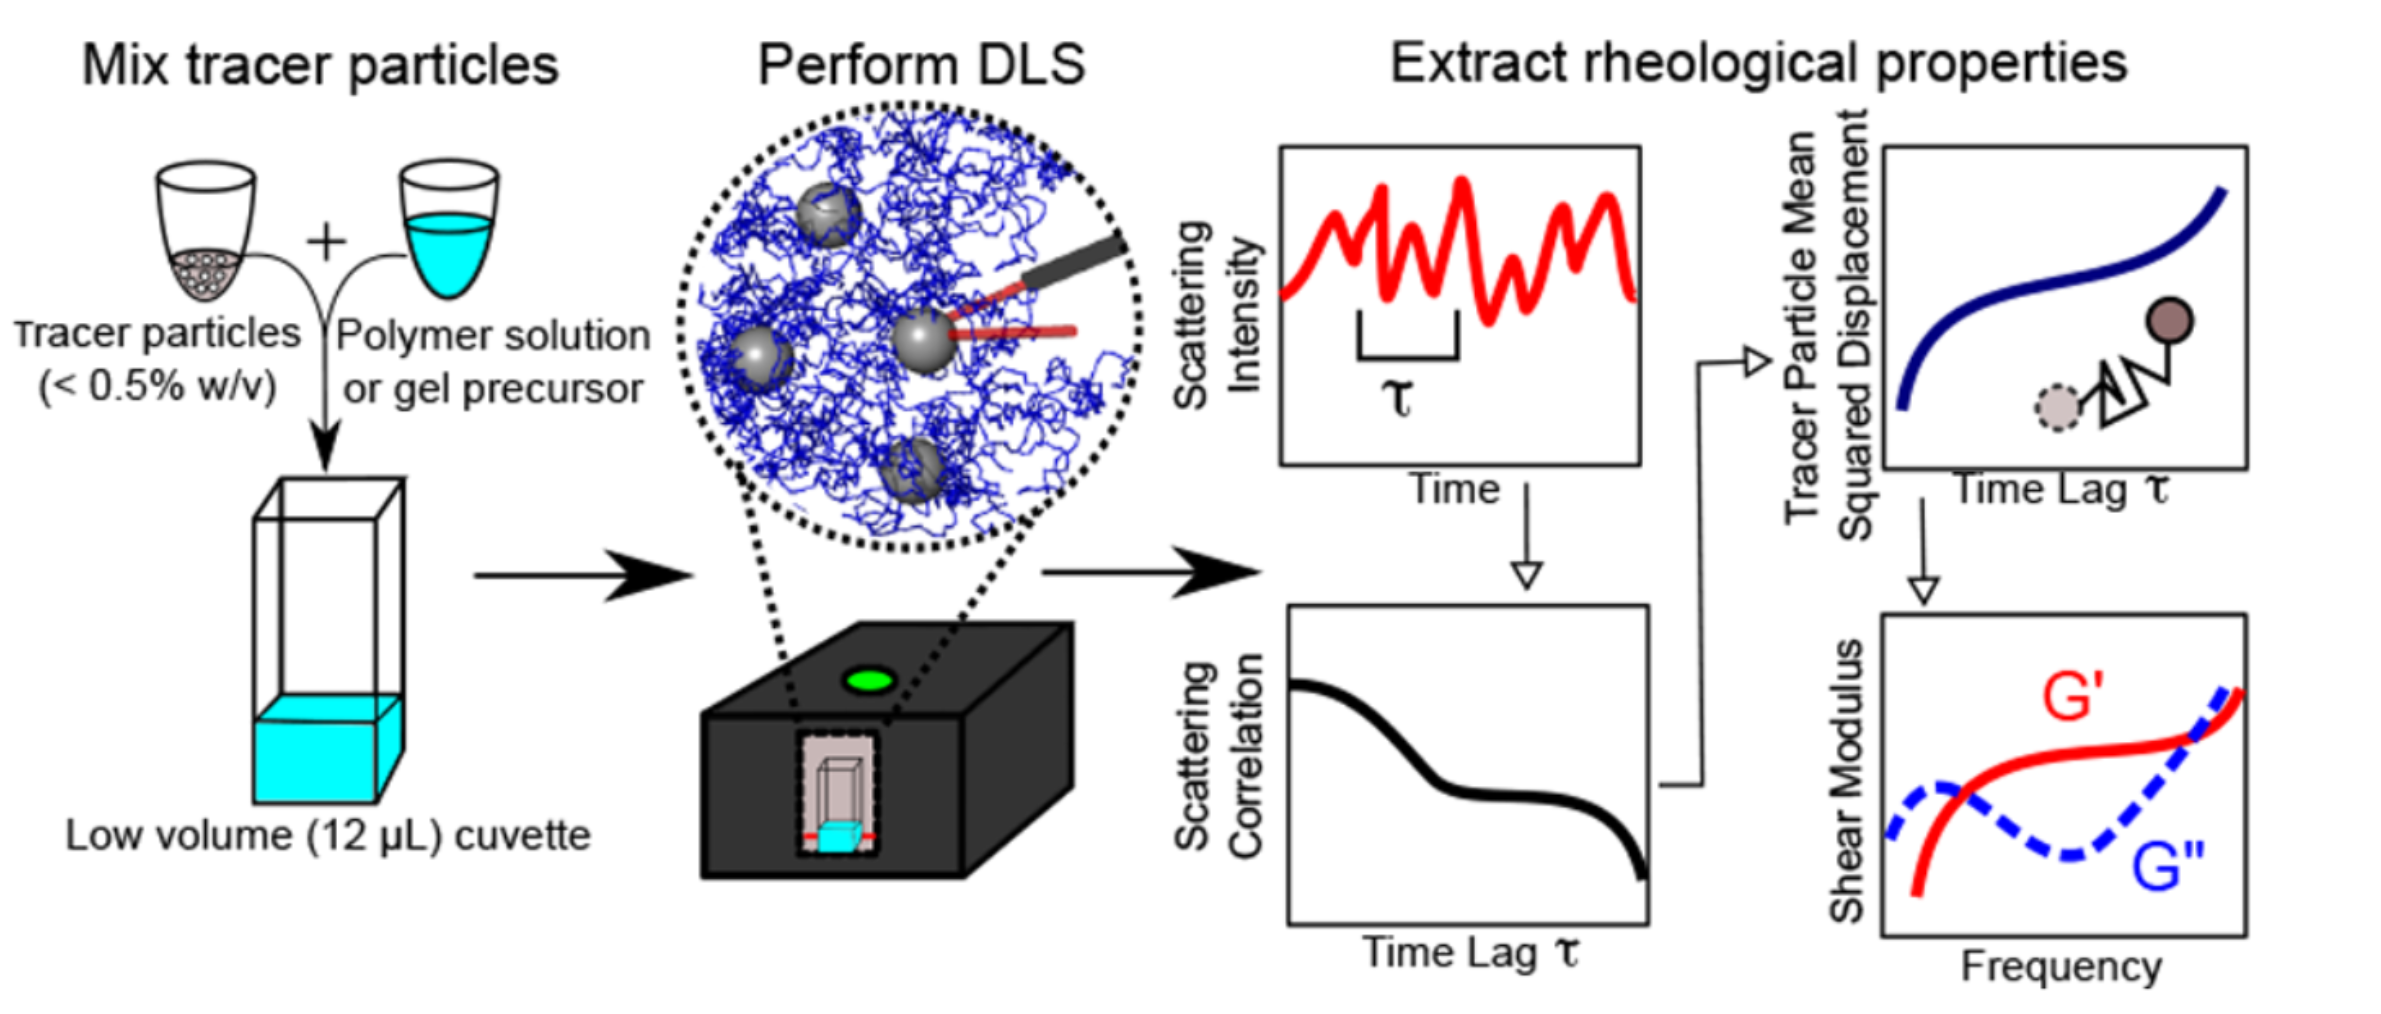 Mix tracer particles
+
Tracer particles
(< 0.5% w/v)
Polymer solution
or gel precursor
Low volume (12 µL) cuvette
Perform DLS
Extract rheological properties
Scattering
Intensity
τ
Time
Scattering
Correlation
Time Lag τ
Tracer Particle Mean
Squared Displacement
Time Lag τ
Shear Modulus
G'
G"
Frequency